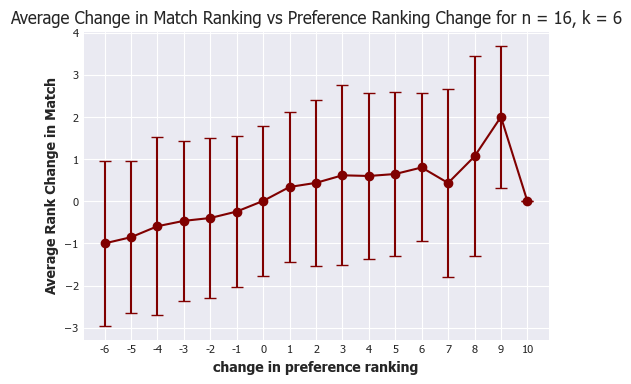 Average Change in Match Ranking vs Preference Ranking Change for n = 16, k = 6
Average Rank Change in Match
4
3
2
1
0
−1
−2
−3
-6 -5 -4 -3 -2 -1 0 1 2 3 4 5 6 7 8 9 10
change in preference ranking